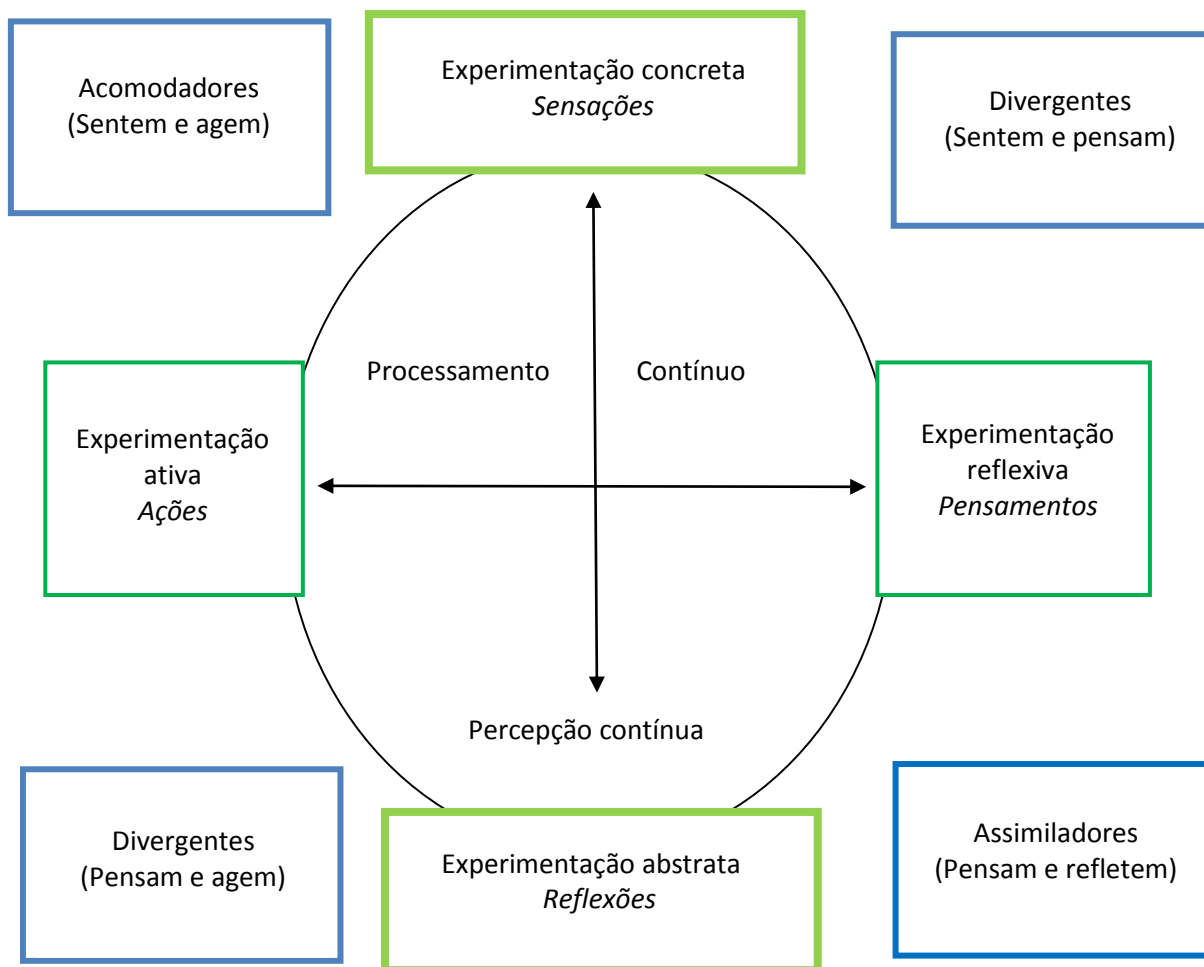 Acomodadores
(Sentem e agem)
Experimentação concreta
Sensações
Divergentes
(Sentem e pensam)
Processamento
Contínuo
Experimentação
ativa
Ações
Experimentação
reflexiva
Pensamentos
Percepção contínua
Divergentes
(Pensam e agem)
Experimentação abstrata
Reflexões
Assimiladores
(Pensam e refletem)